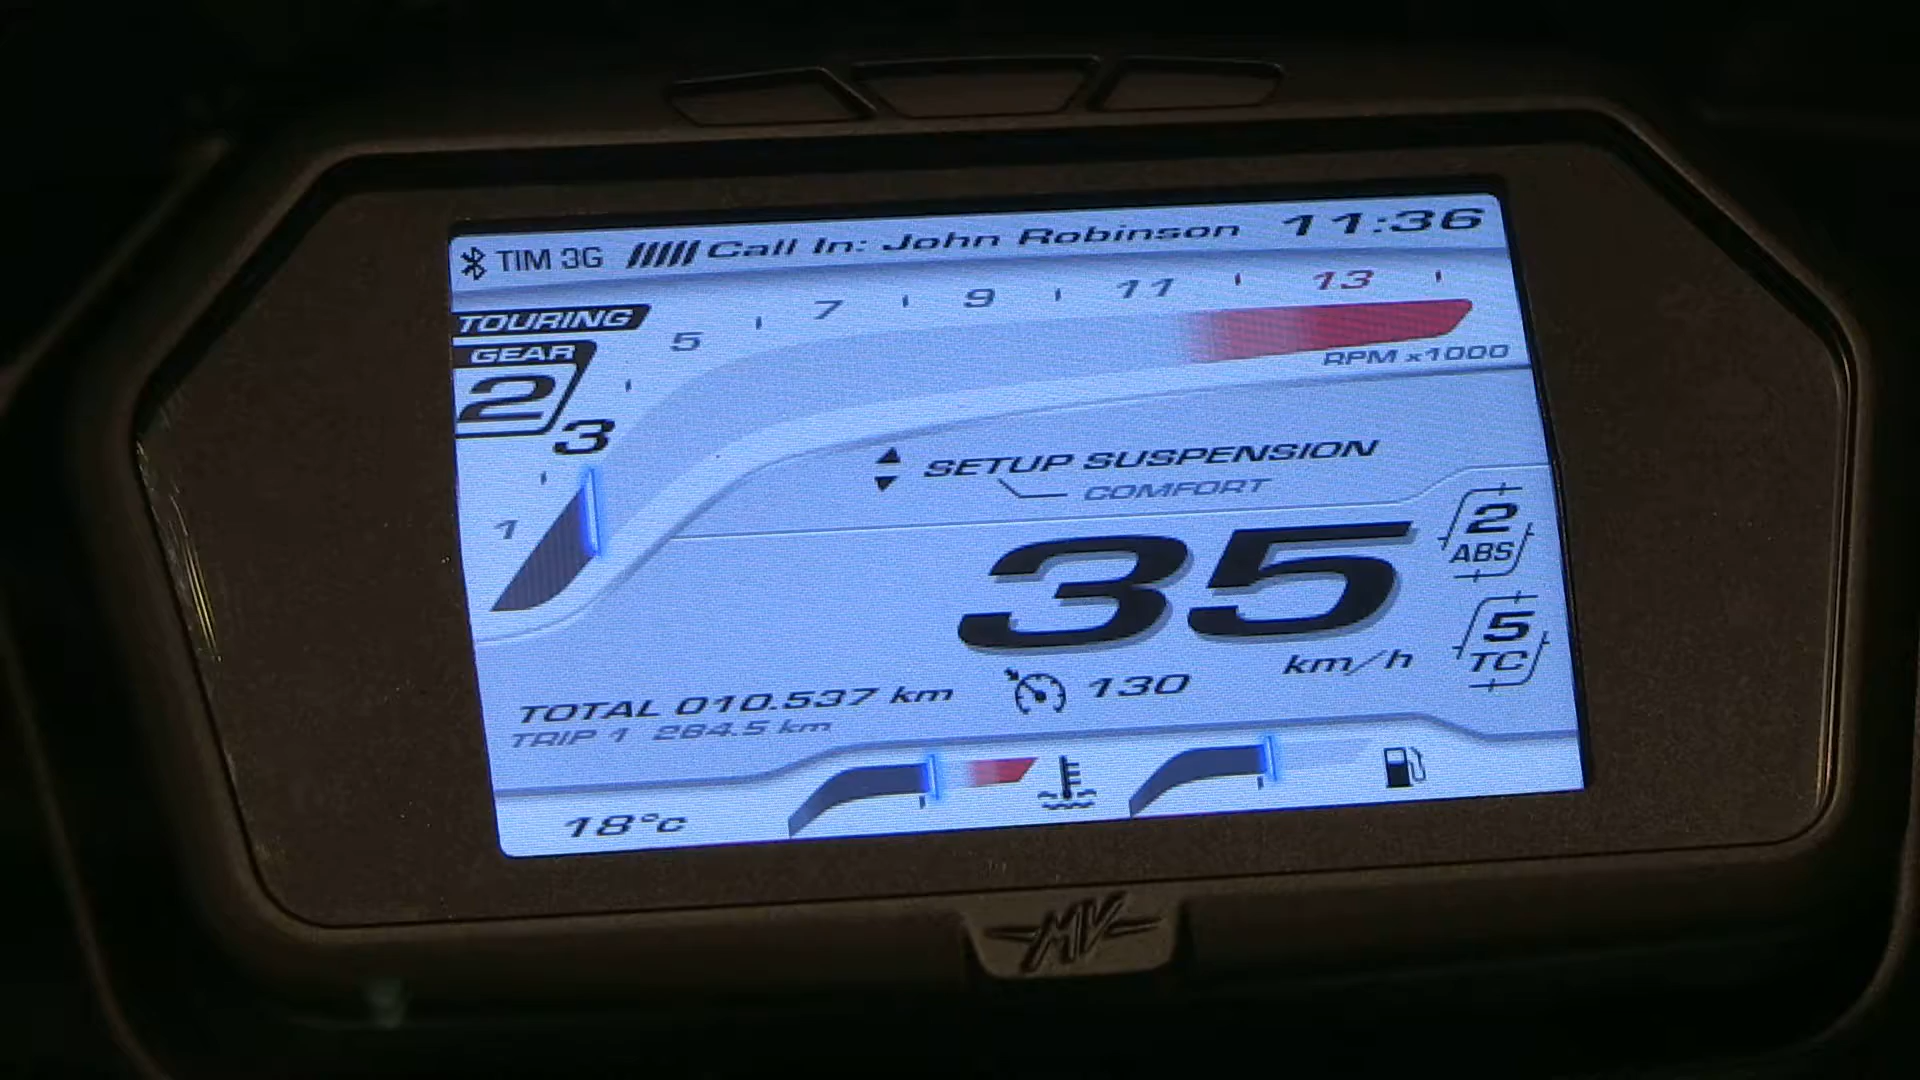 TIM 3G Call In: John Robinson 11:36
TOURING
GEAR
2
1 3 5 7 9 11 13
RPM x1000
SETUP SUSPENSION
COMFORT
35
km/h
2
ABS
5
TC
TOTAL 010.537 km
130
TRIP 1 284.5 km
18°c
MV